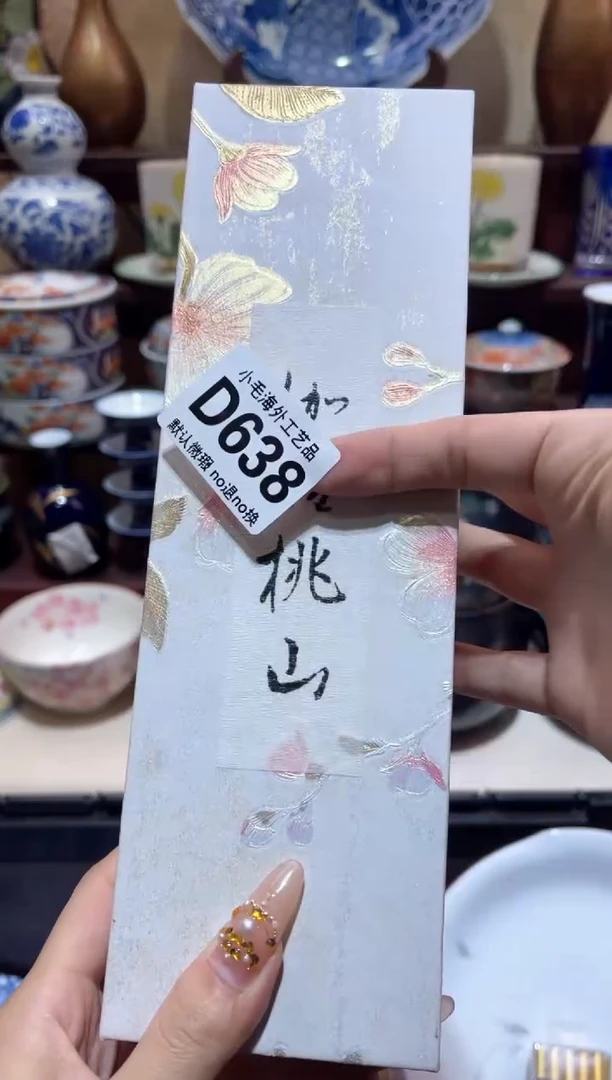 小毛海外工艺品
D638
默认微瑕 no退no换
桃山